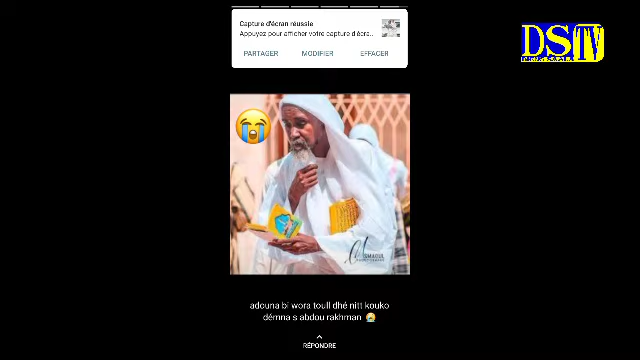 Capture d'écran réussie
Appuyez pour afficher votre capture d'écra..
PARTAGER MODIFIER EFFACER
DSTV
adouna bi wora toull dhé nitt kouko
démna s abdou rakhman 😭
RÉPONDRE